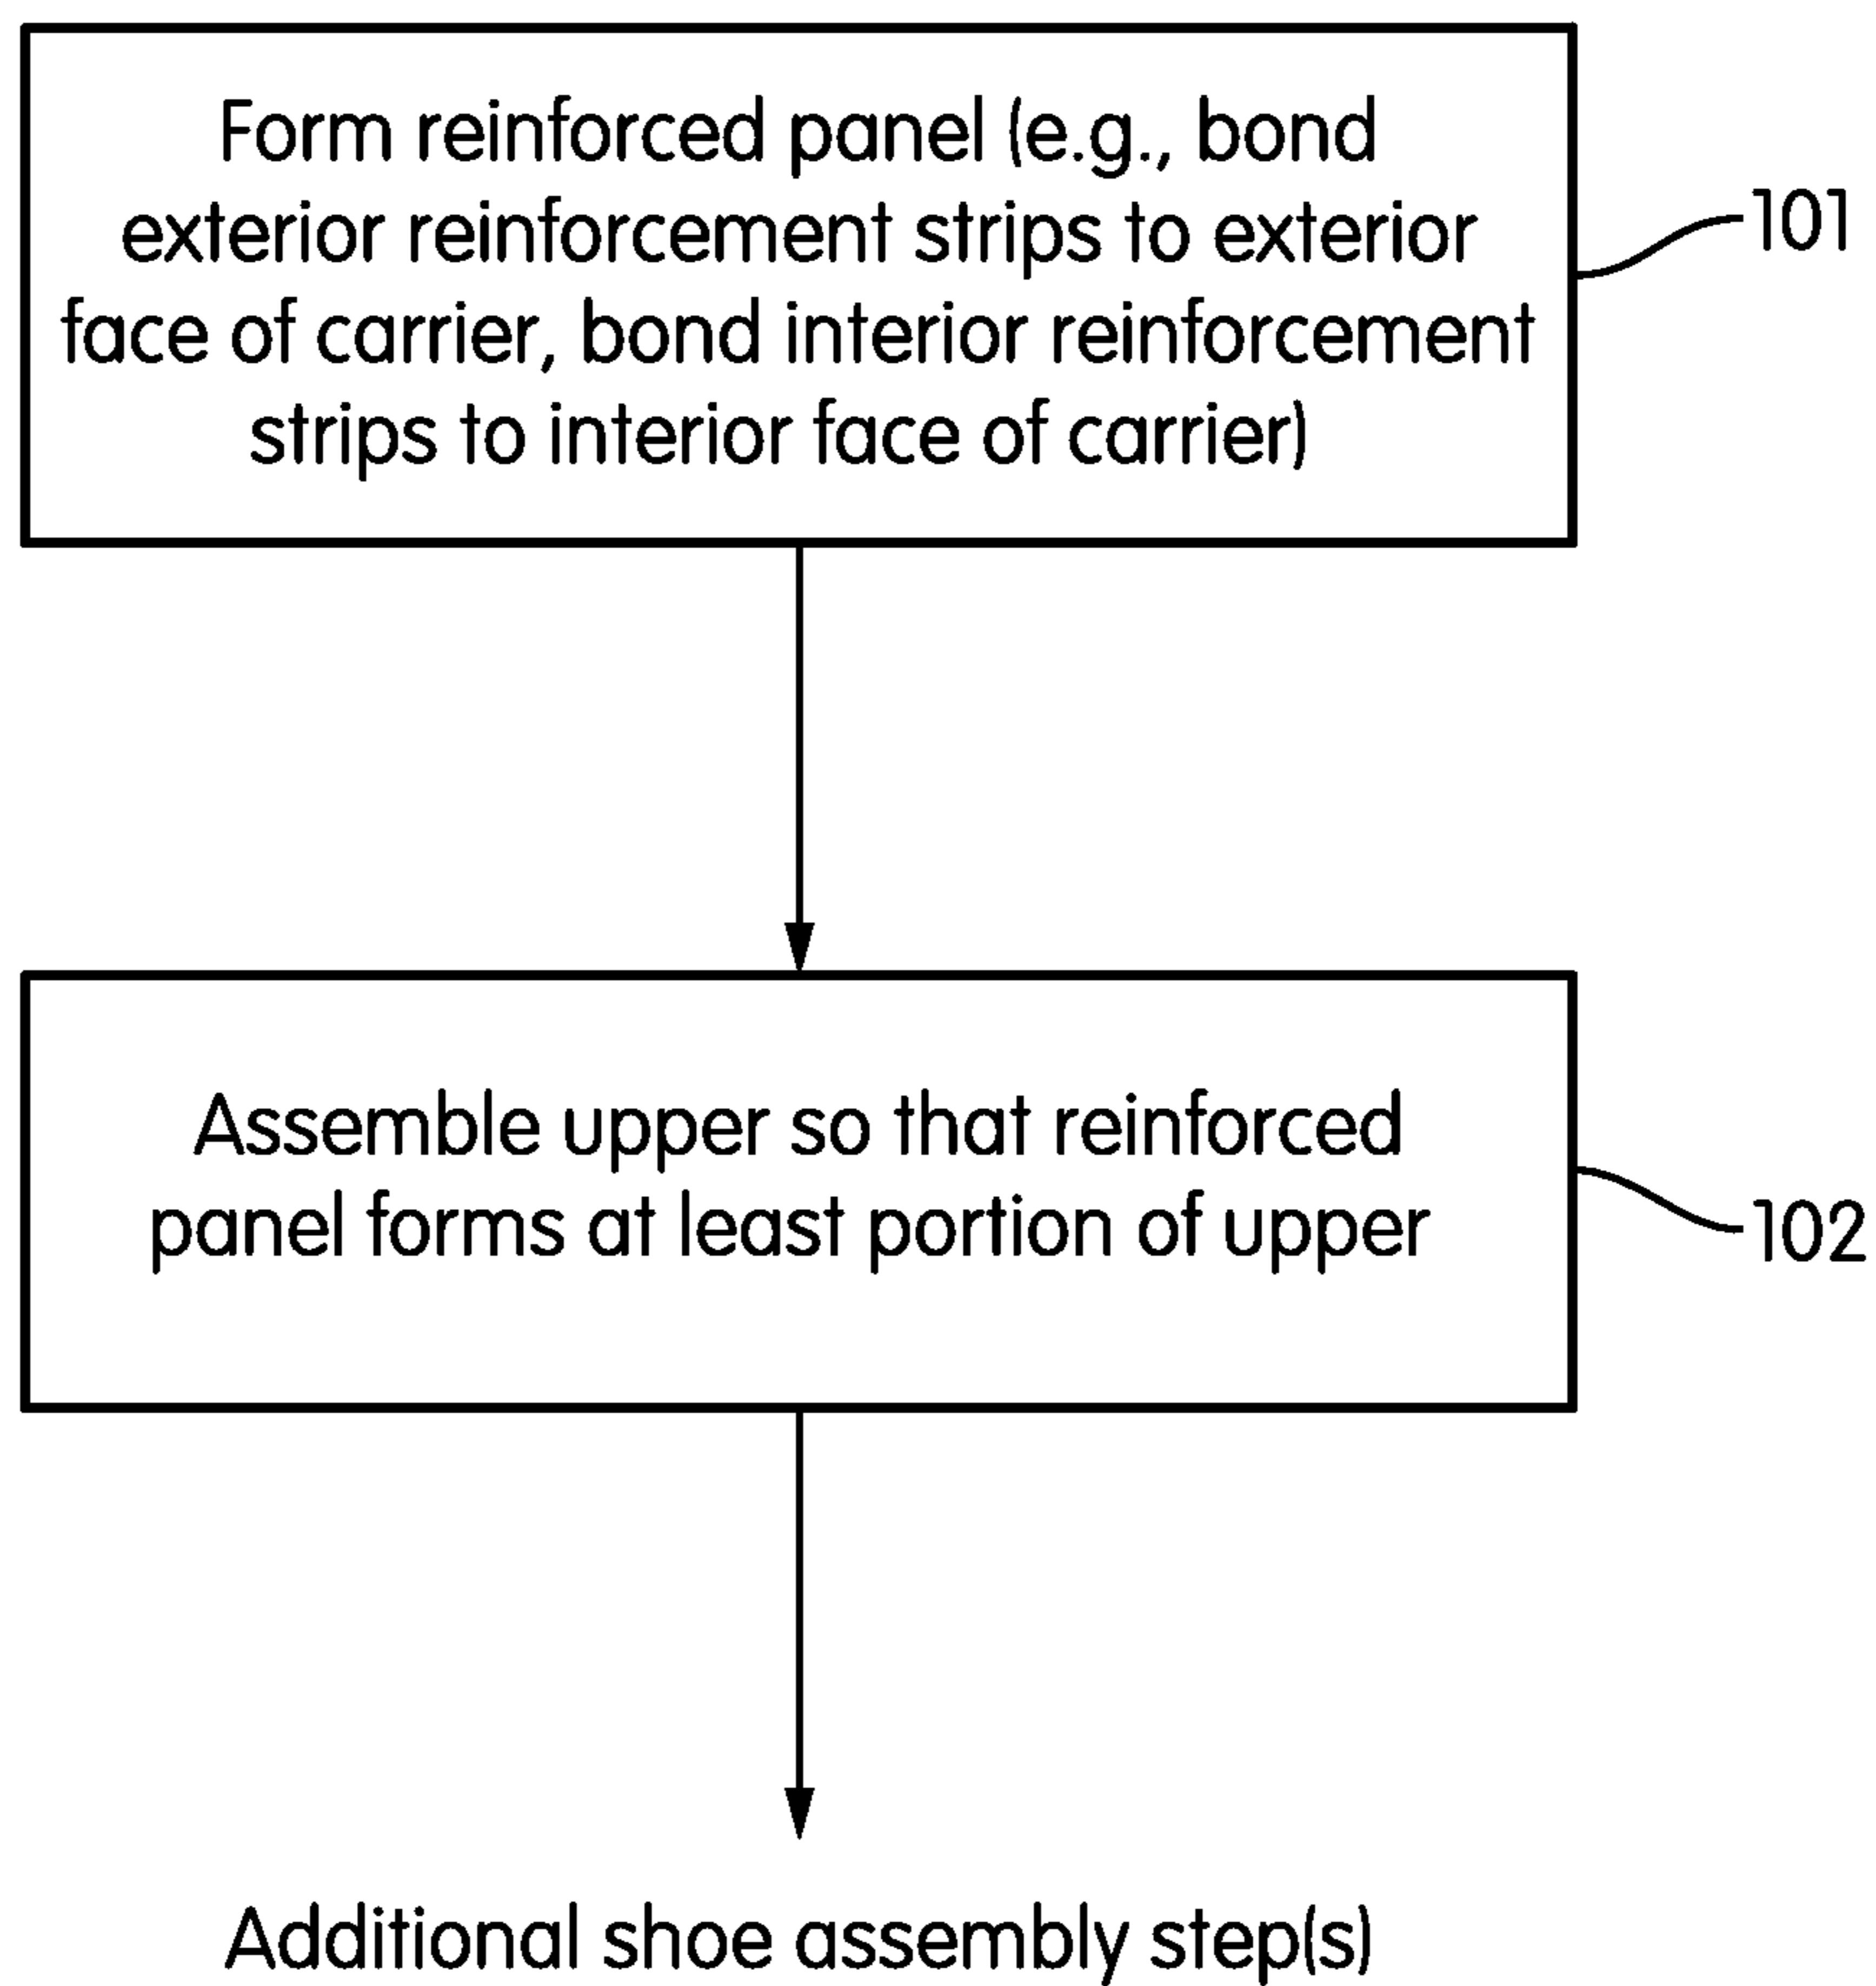 Form reinforced panel (e.g., bond
exterior reinforcement strips to exterior
face of carrier, bond interior reinforcement
strips to interior face of carrier)
101
Assemble upper so that reinforced
panel forms at least portion of upper
102
Additional shoe assembly step(s)